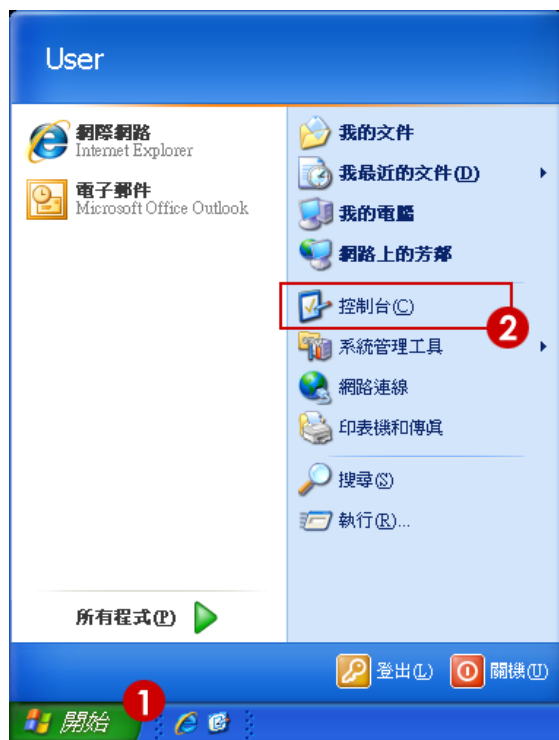 User
網際網路
Internet Explorer
電子郵件
Microsoft Office Outlook
所有程式(P)
我的文件
我最近的文件(D)
我的電腦
網路上的芳鄰
控制台(C)
2
系統管理工具
網路連線
印表機和傳真
搜尋(S)
執行(R)...
登出(L)
關機(U)
1
開始